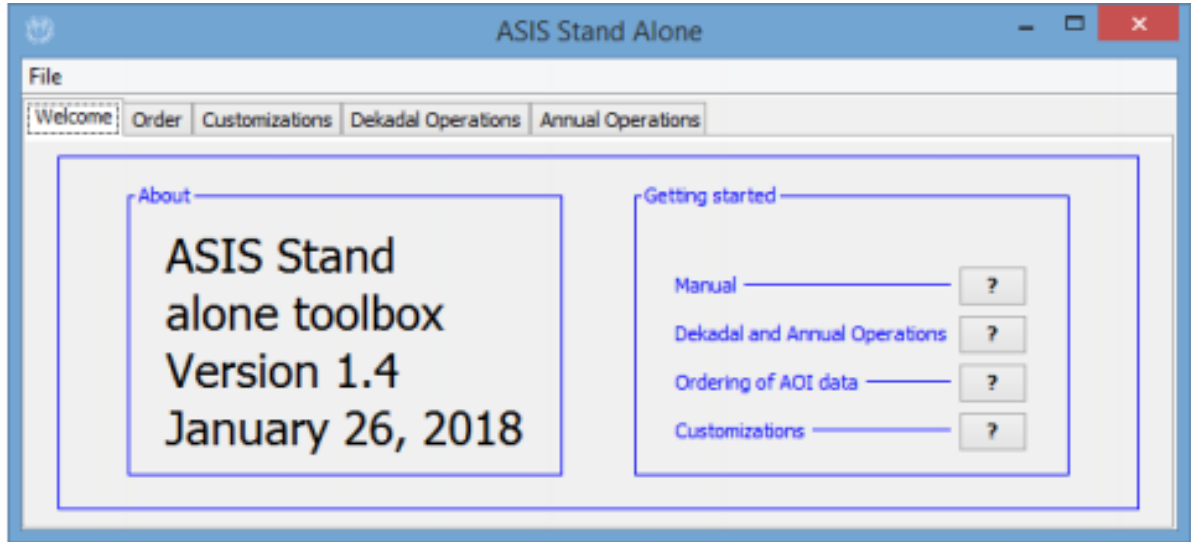 ASIS Stand Alone
File
Welcome Order Customizations Dekadal Operations Annual Operations
About
ASIS Stand
alone toolbox
Version 1.4
January 26, 2018
Getting started
Manual ?
Dekadal and Annual Operations ?
Ordering of AOI data ?
Customizations ?